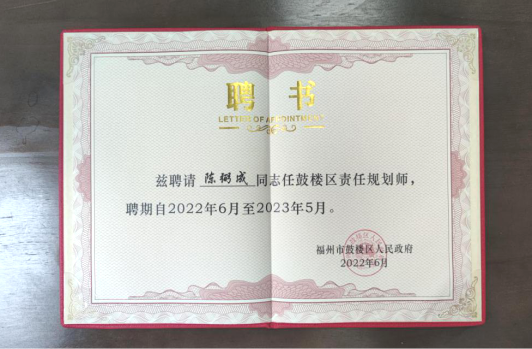 聘书
LETTER OF APPOINTMENT
兹聘请 陈弼成 同志任鼓楼区责任规划师，
聘期自2022年6月至2023年5月。
福州市鼓楼区人民政府
2022年6月